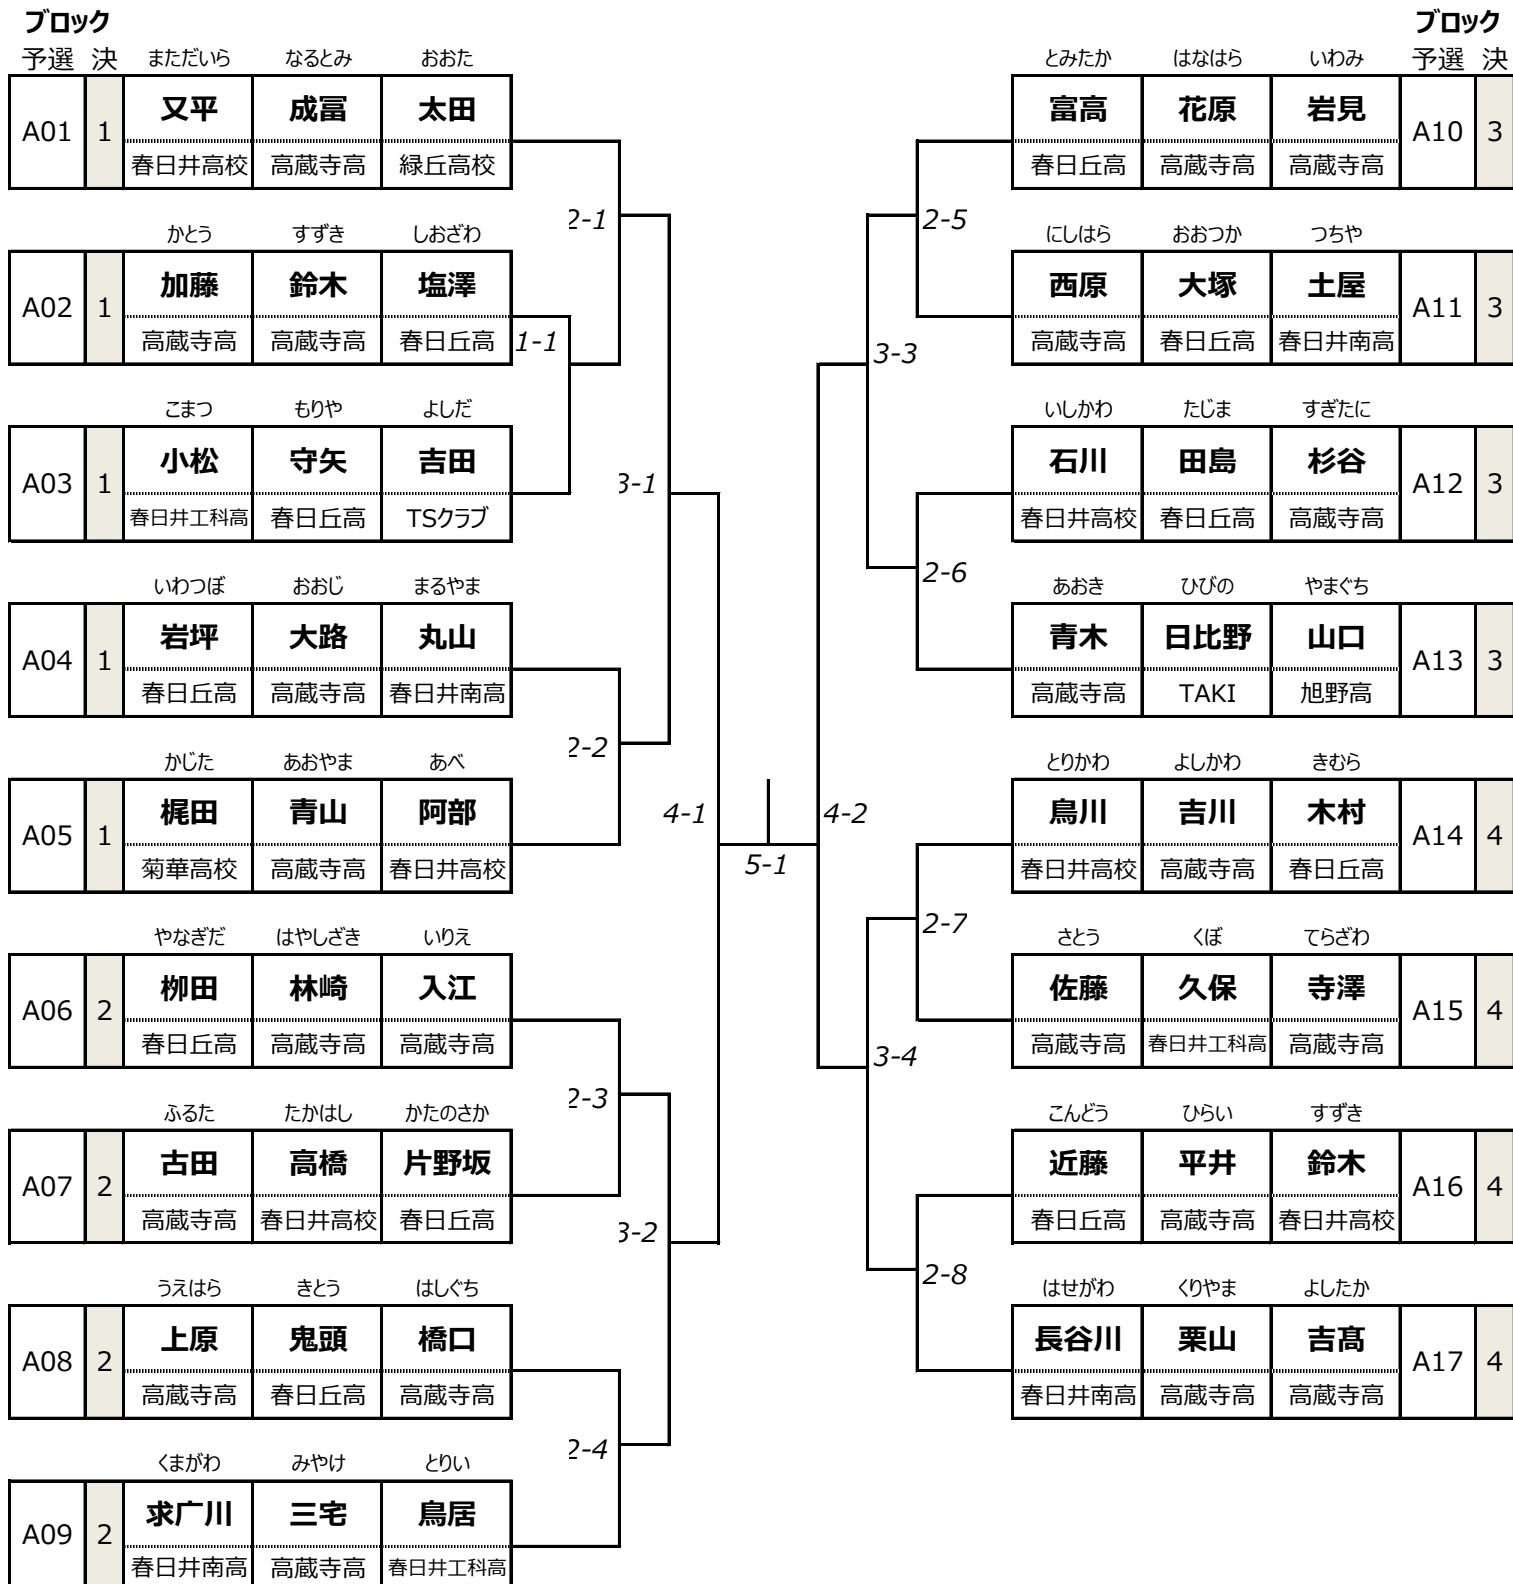 ブロック
予選 決 まただいら なるとみ おおた
A01 1 又平 成冨 太田
春日井高校 高蔵寺高 緑丘高校
2-1
かとう すずき しおざわ
A02 1 加藤 鈴木 塩澤
高蔵寺高 高蔵寺高 春日丘高
1-1
こまつ もりや よしだ
A03 1 小松 守矢 吉田
春日井工科高 春日丘高 TSクラブ
3-1
いわつぼ おおじ まるやま
A04 1 岩坪 大路 丸山
春日丘高 高蔵寺高 春日井南高
2-2
かじた あおやま あべ
A05 1 梶田 青山 阿部
菊華高校 高蔵寺高 春日井高校
4-1
やなぎだ はやしざき いりえ
A06 2 栁田 林崎 入江
春日丘高 高蔵寺高 高蔵寺高
2-3
ふるた たかはし かたのさか
A07 2 古田 高橋 片野坂
高蔵寺高 春日井高校 春日丘高
3-2
うえはら きとう はしぐち
A08 2 上原 鬼頭 橋口
高蔵寺高 春日丘高 高蔵寺高
2-4
くまがわ みやけ とりい
A09 2 求广川 三宅 鳥居
春日井南高 高蔵寺高 春日井工科高
5-1
ブロック
とみたか はなはら いわみ 予選 決
富高 花原 岩見 A10 3
春日丘高 高蔵寺高 高蔵寺高
2-5
にしはら おおつか つちや
西原 大塚 土屋 A11 3
高蔵寺高 春日丘高 春日井南高
3-3
いしかわ たじま すぎたに
石川 田島 杉谷 A12 3
春日井高校 春日丘高 高蔵寺高
2-6
あおき ひびの やまぐち
青木 日比野 山口 A13 3
高蔵寺高 TAKI 旭野高
4-2
とりかわ よしかわ きむら
鳥川 吉川 木村 A14 4
春日井高校 高蔵寺高 春日丘高
2-7
さとう くぼ てらざわ
佐藤 久保 寺澤 A15 4
高蔵寺高 春日井工科高 高蔵寺高
3-4
こんどう ひらい すずき
近藤 平井 鈴木 A16 4
春日丘高 高蔵寺高 春日井高校
2-8
はせがわ くりやま よしたか
長谷川 栗山 吉髙 A17 4
春日井南高 高蔵寺高 高蔵寺高